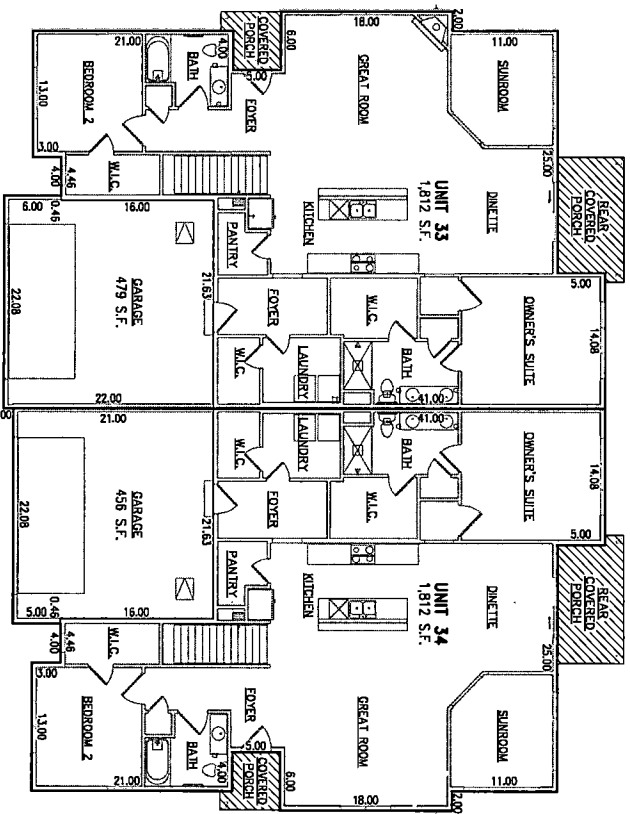 COVERED
PORCH
6.00
18.00
2.00
11.00
21.00
4.00
BATH
5.00
BEDROOM 2
13.00
FOYER
GREAT ROOM
SUNROOM
25.00
REAR
COVERED
PORCH
3.00
4.00
4.46
W.I.C.
UNIT 33
1,812 S.F.
DINETTE
KITCHEN
6.00
0.46
16.00
PANTRY
5.00
GARAGE
479 S.F.
21.63
22.08
FOYER
W.I.C.
OWNER'S SUITE
14.08
W.I.C.
LAUNDRY
BATH
22.00
41.00
21.00
41.00
W.I.C.
LAUNDRY
BATH
OWNER'S SUITE
14.08
GARAGE
456 S.F.
21.63
22.08
FOYER
W.I.C.
5.00
PANTRY
5.00
0.46
16.00
KITCHEN
UNIT 34
1,812 S.F.
DINETTE
REAR
COVERED
PORCH
4.00
4.46
W.I.C.
3.00
25.00
BEDROOM 2
13.00
FOYER
GREAT ROOM
SUNROOM
BATH
5.00
21.00
4.00
COVERED
PORCH
6.00
18.00
2.00
11.00